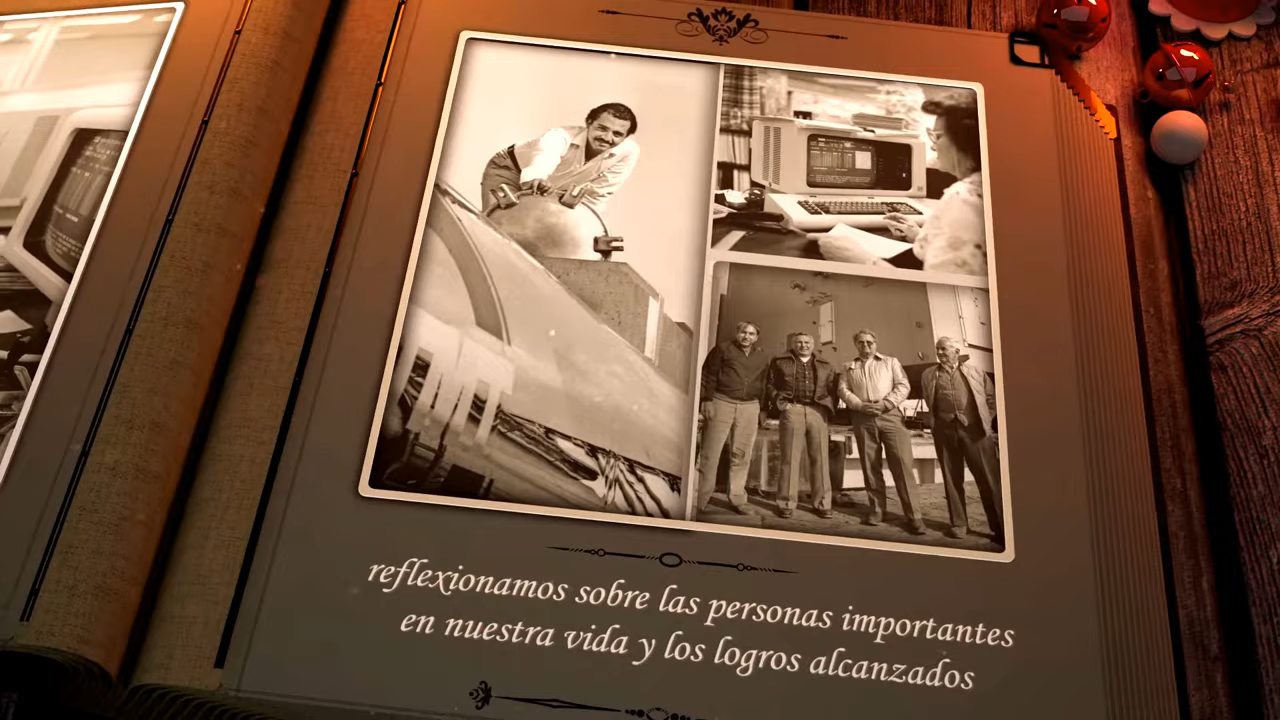 reflexionamos sobre las personas importantes
en nuestra vida y los logros alcanzados